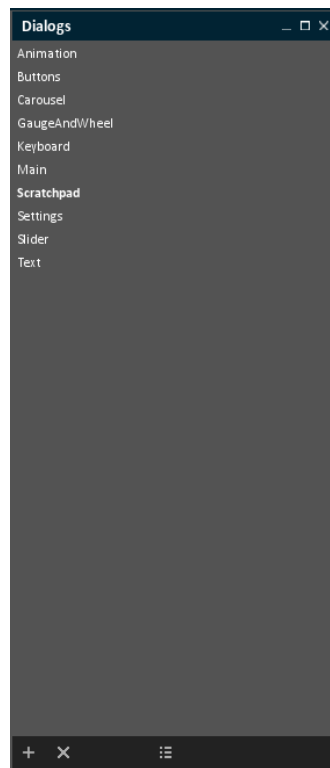 Dialogs
Animation
Buttons
Carousel
GaugeAndWheel
Keyboard
Main
Scratchpad
Settings
Slider
Text